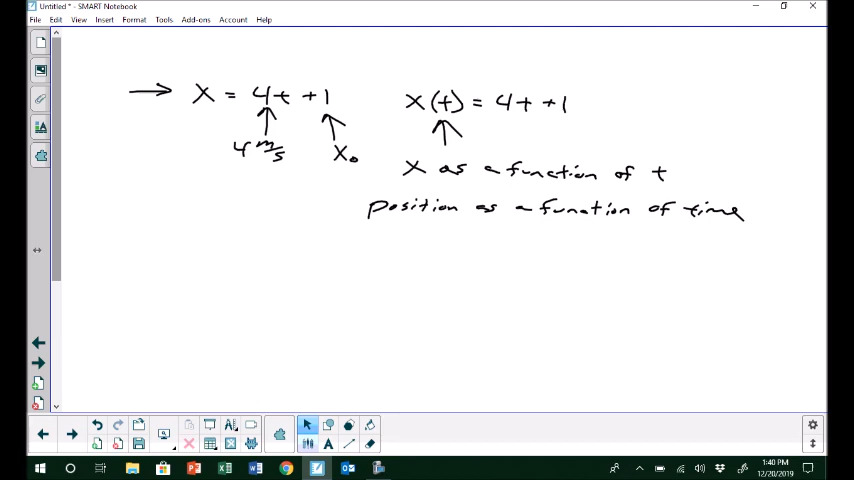 Untitled * - SMART Notebook
File Edit View Insert Format Tools Add-ons Account Help
→ X = 4t + 1
4 m/s
X₀
X(t) = 4t + 1
X as a function of t
position as a function of time
1:40 PM
12/20/2019